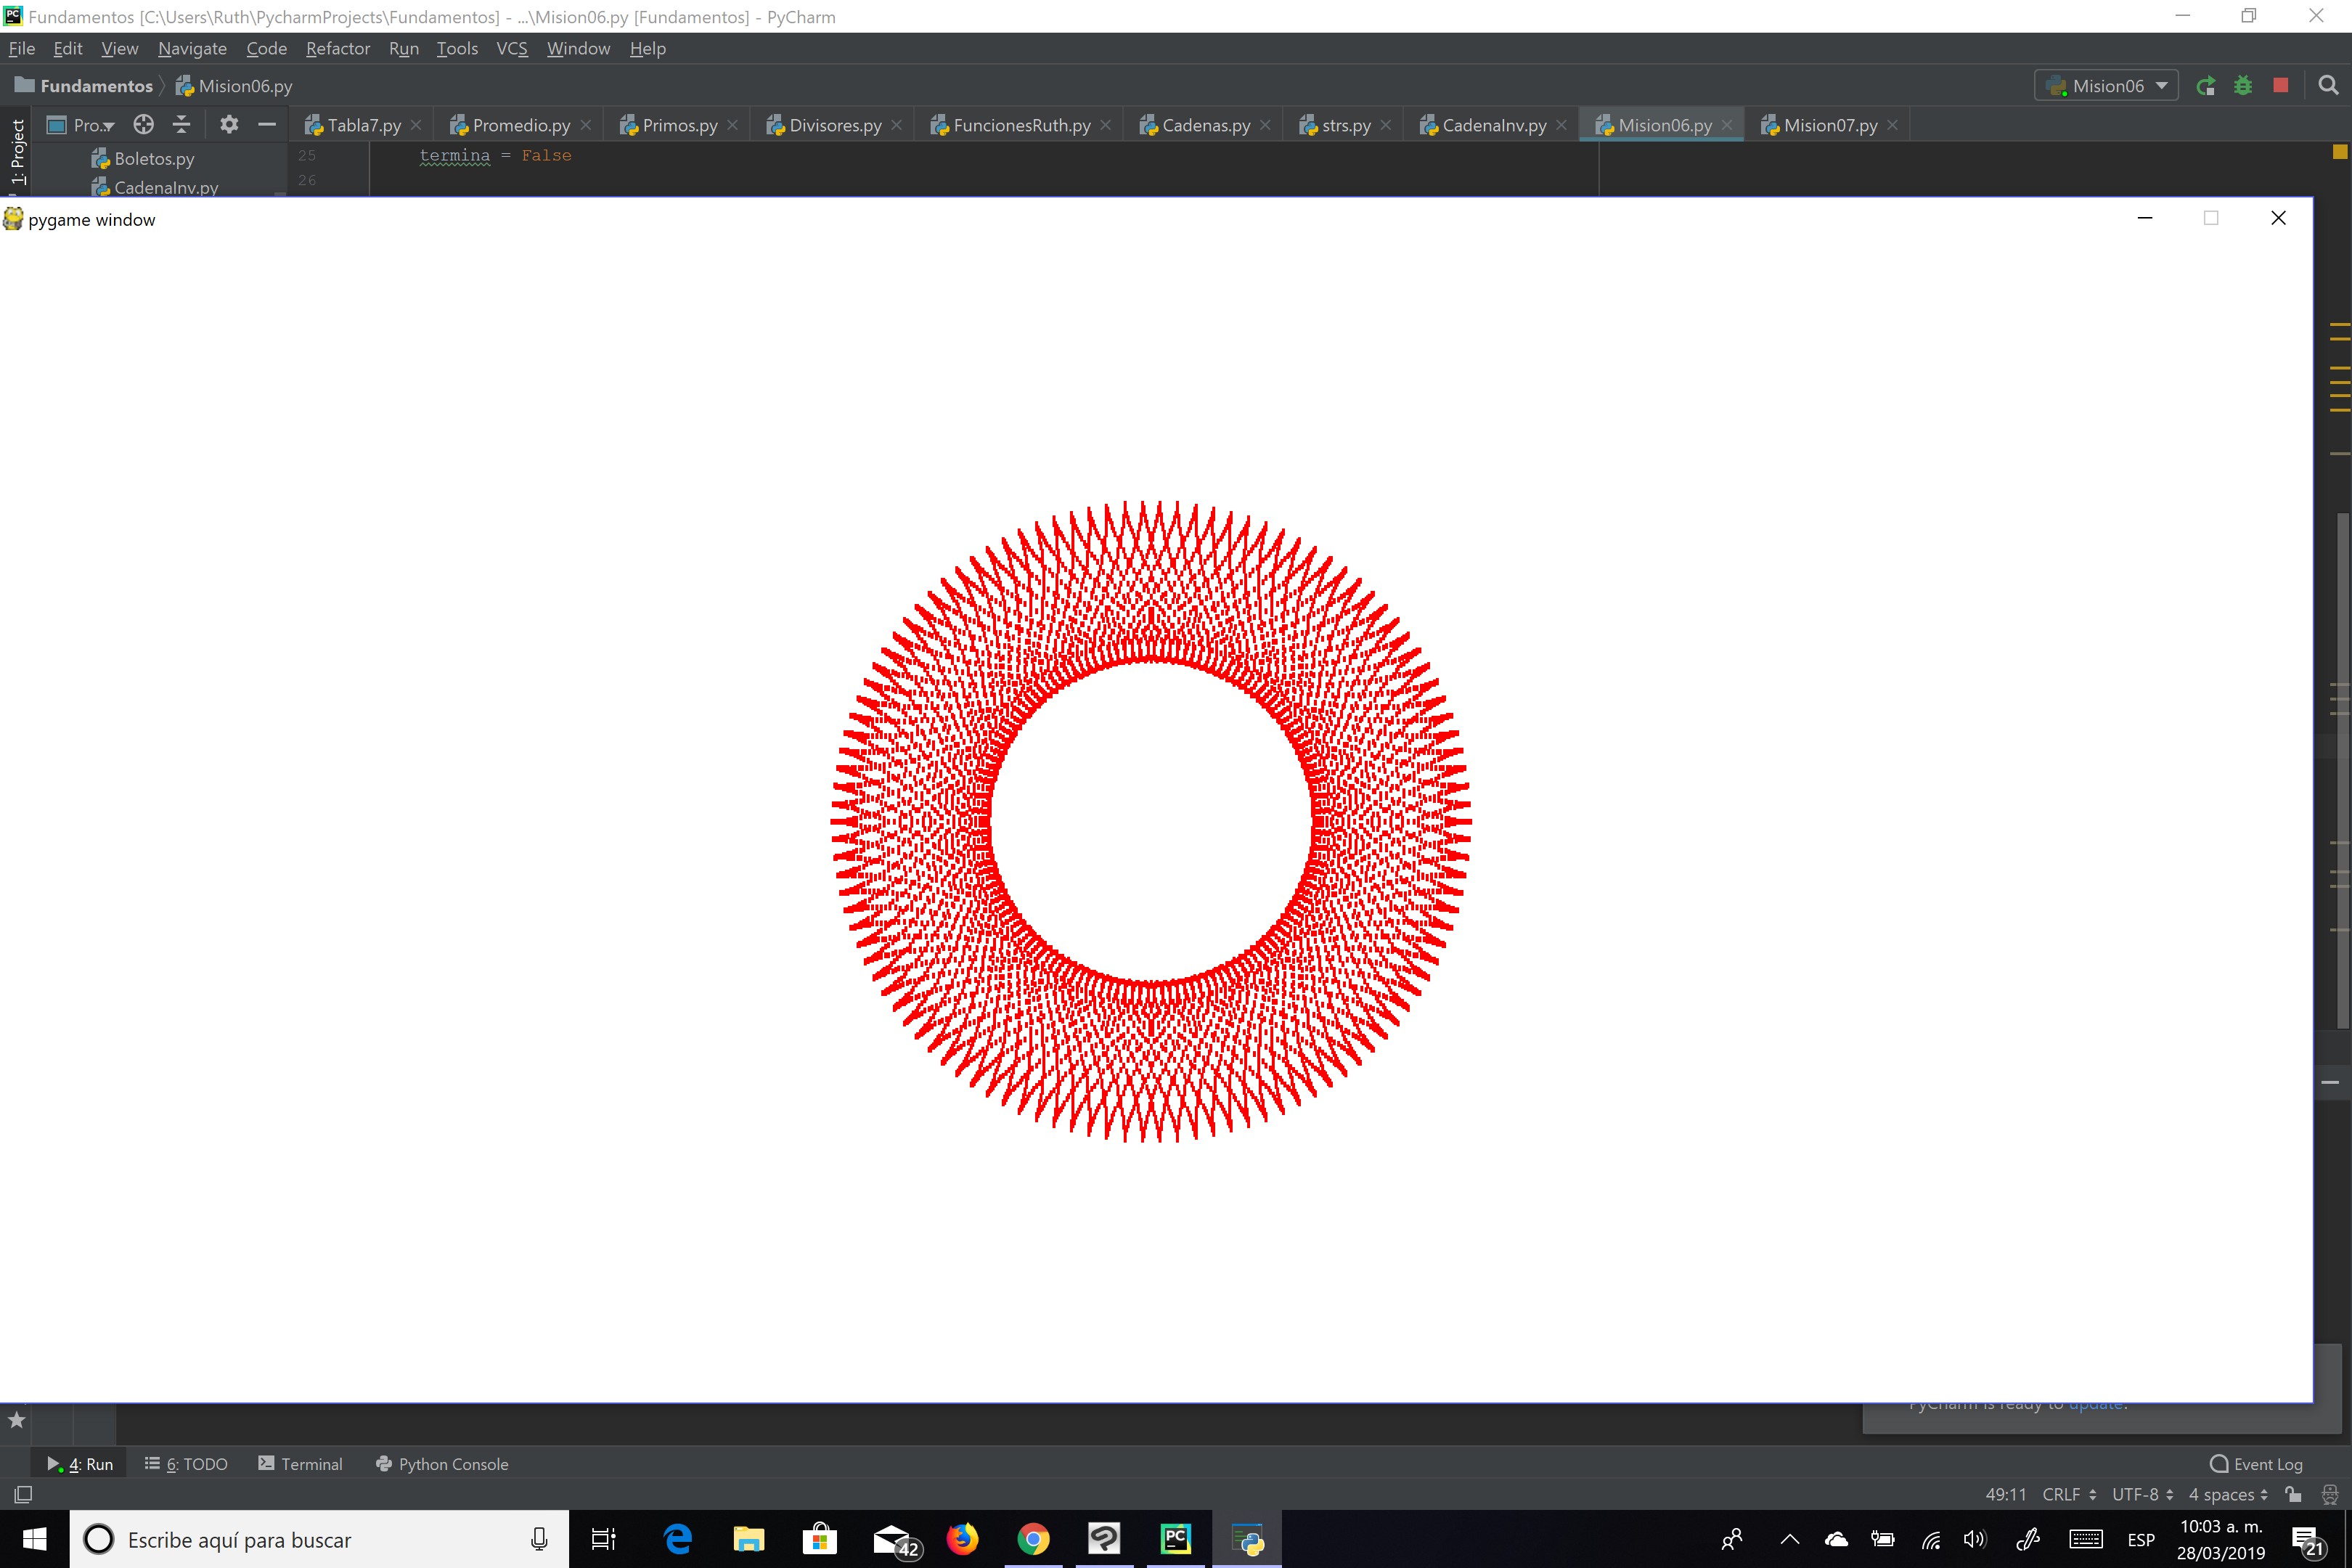 Fundamentos [C:\Users\Ruth\PycharmProjects\Fundamentos] - ...\Mision06.py [Fundamentos] - PyCharm
File Edit View Navigate Code Refactor Run Tools VCS Window Help
Fundamentos Mision06.py Mision06
1: Project Pro... Tabla7.py Promedio.py Primos.py Divisores.py FuncionesRuth.py Cadenas.py strs.py CadenaInv.py Mision06.py Mision07.py
Boletos.py 25 termina = False
CadenaInv.py 26
pygame window
PyCharm is ready to update.
4: Run 6: TODO Terminal Python Console Event Log
49:11 CRLF UTF-8 4 spaces
Escribe aquí para buscar 42 PC ESP 10:03 a. m.
28/03/2019 21